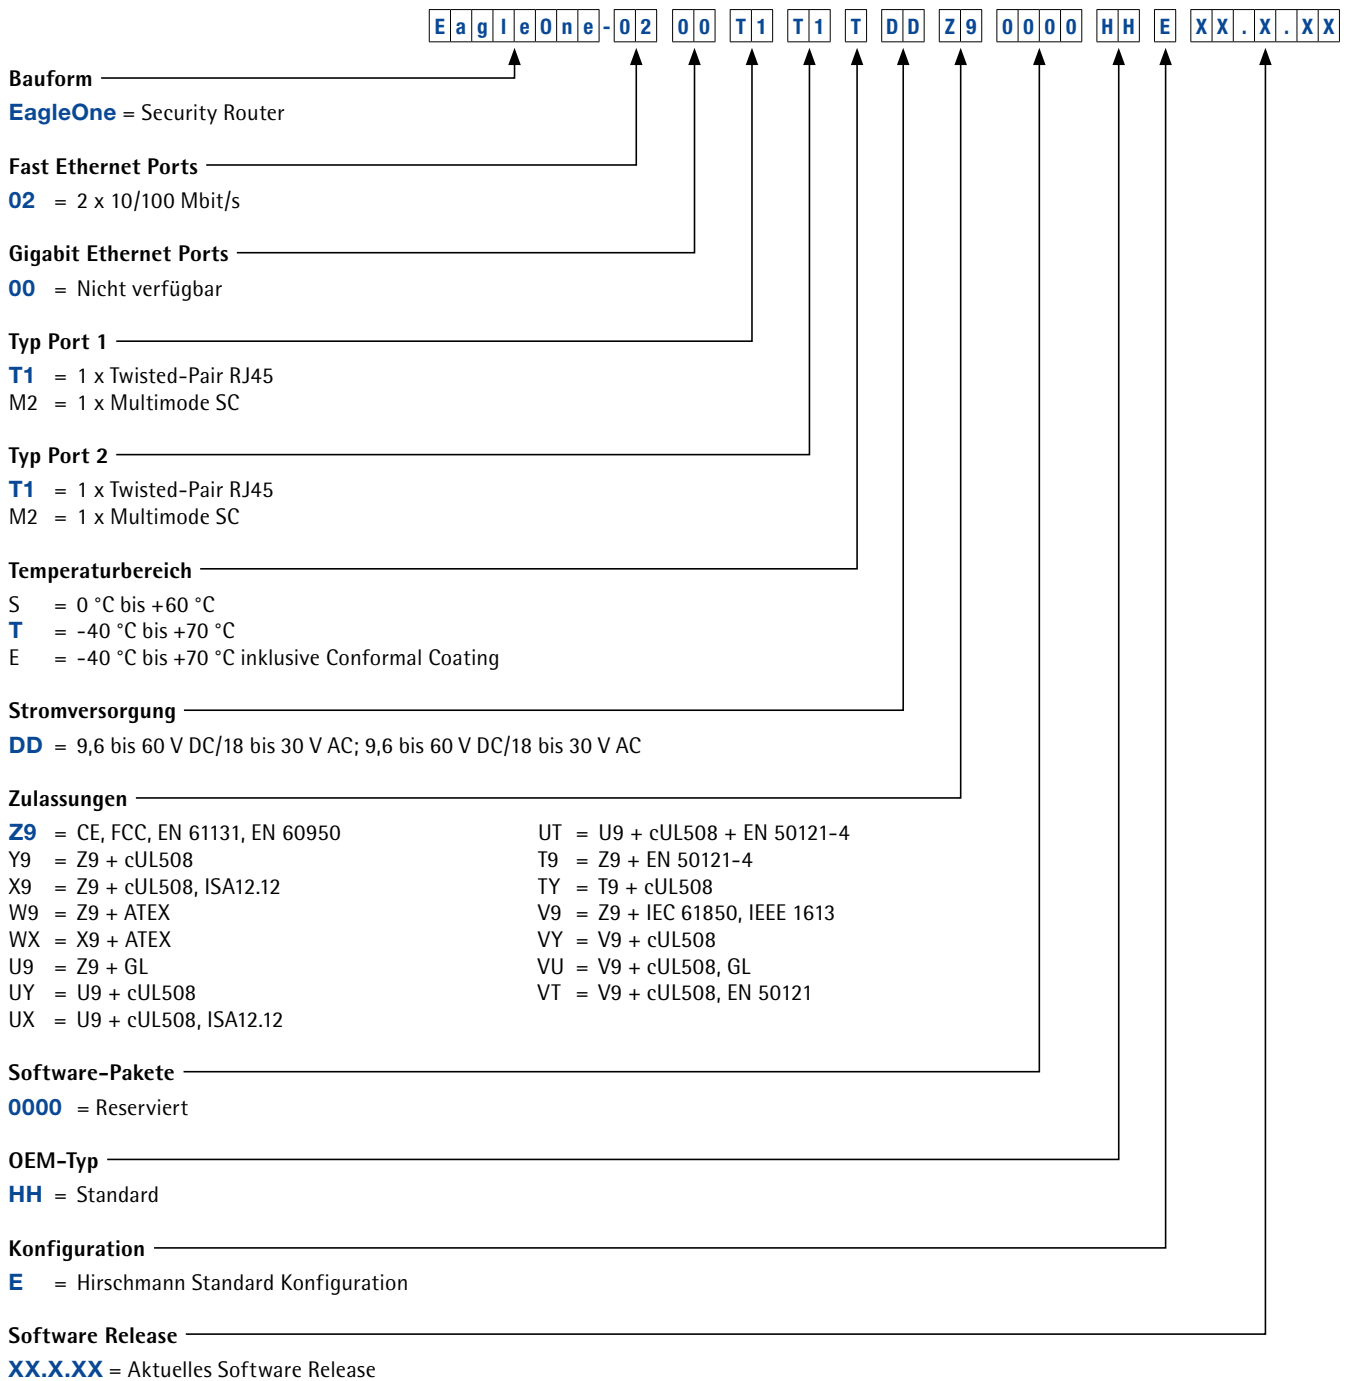 EagleOne-02 00 T1 T1 T DD Z9 0000 HH E XX.X.XX
Bauform
EagleOne = Security Router
Fast Ethernet Ports
02 = 2 x 10/100 Mbit/s
Gigabit Ethernet Ports
00 = Nicht verfügbar
Typ Port 1
T1 = 1 x Twisted-Pair RJ45
M2 = 1 x Multimode SC
Typ Port 2
T1 = 1 x Twisted-Pair RJ45
M2 = 1 x Multimode SC
Temperaturbereich
S = 0 °C bis +60 °C
T = -40 °C bis +70 °C
E = -40 °C bis +70 °C inklusive Conformal Coating
Stromversorgung
DD = 9,6 bis 60 V DC/18 bis 30 V AC; 9,6 bis 60 V DC/18 bis 30 V AC
Zulassungen
Z9 = CE, FCC, EN 61131, EN 60950
Y9 = Z9 + cUL508
X9 = Z9 + cUL508, ISA12.12
W9 = Z9 + ATEX
WX = X9 + ATEX
U9 = Z9 + GL
UY = U9 + cUL508
UX = U9 + cUL508, ISA12.12
UT = U9 + cUL508 + EN 50121-4
T9 = Z9 + EN 50121-4
TY = T9 + cUL508
V9 = Z9 + IEC 61850, IEEE 1613
VY = V9 + cUL508
VU = V9 + cUL508, GL
VT = V9 + cUL508, EN 50121
Software-Pakete
0000 = Reserviert
OEM-Typ
HH = Standard
Konfiguration
E = Hirschmann Standard Konfiguration
Software Release
XX.X.XX = Aktuelles Software Release